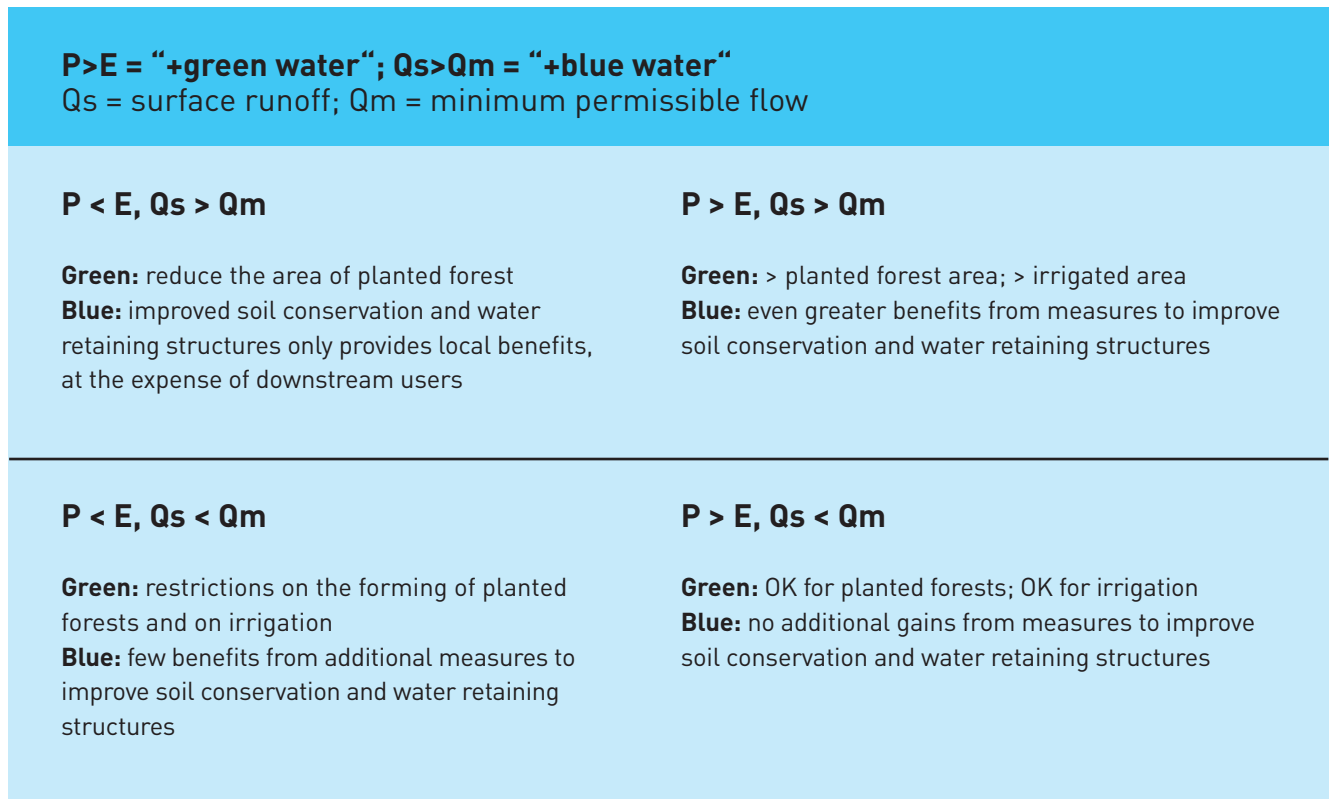 P>E = “+green water“; Qs>Qm = “+blue water“
Qs = surface runoff; Qm = minimum permissible flow
P < E, Qs > Qm
Green: reduce the area of planted forest
Blue: improved soil conservation and water
retaining structures only provides local benefits,
at the expense of downstream users
P > E, Qs > Qm
Green: > planted forest area; > irrigated area
Blue: even greater benefits from measures to improve
soil conservation and water retaining structures
P < E, Qs < Qm
Green: restrictions on the forming of planted
forests and on irrigation
Blue: few benefits from additional measures to
improve soil conservation and water retaining
structures
P > E, Qs < Qm
Green: OK for planted forests; OK for irrigation
Blue: no additional gains from measures to improve
soil conservation and water retaining structures